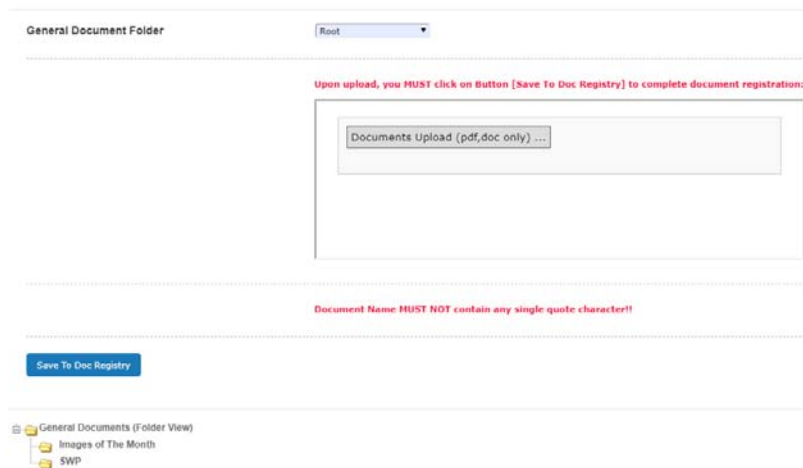 General Document Folder
Root
Upon upload, you MUST click on Button [Save To Doc Registry] to complete document registration:
Documents Upload (pdf,doc only) ...
Document Name MUST NOT contain any single quote character!!
Save To Doc Registry
General Documents (Folder View)
Images of The Month
SWP